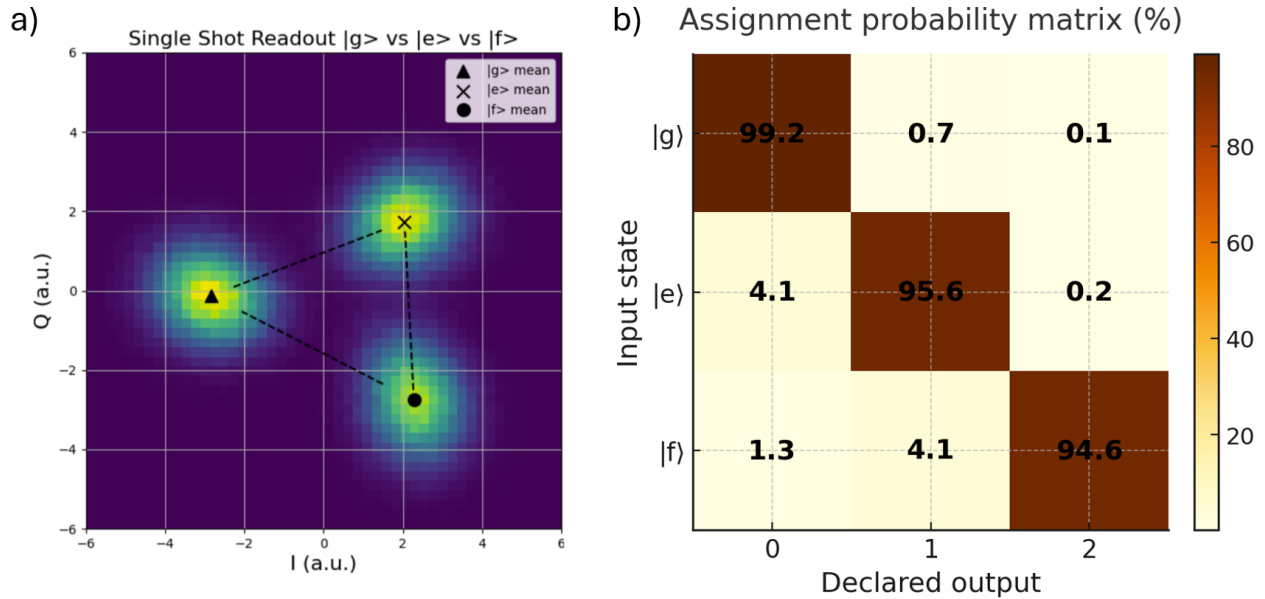 a)
Single Shot Readout |g> vs |e> vs |f>
|g> mean
|e> mean
|f> mean
6
4
2
0
−2
−4
−6
−6 −4 −2 0 2 4 6
Q (a.u.)
I (a.u.)
b)
Assignment probability matrix (%)
Input state
|g⟩ 99.2 0.7 0.1
|e⟩ 4.1 95.6 0.2
|f⟩ 1.3 4.1 94.6
0 1 2
Declared output
80
60
40
20